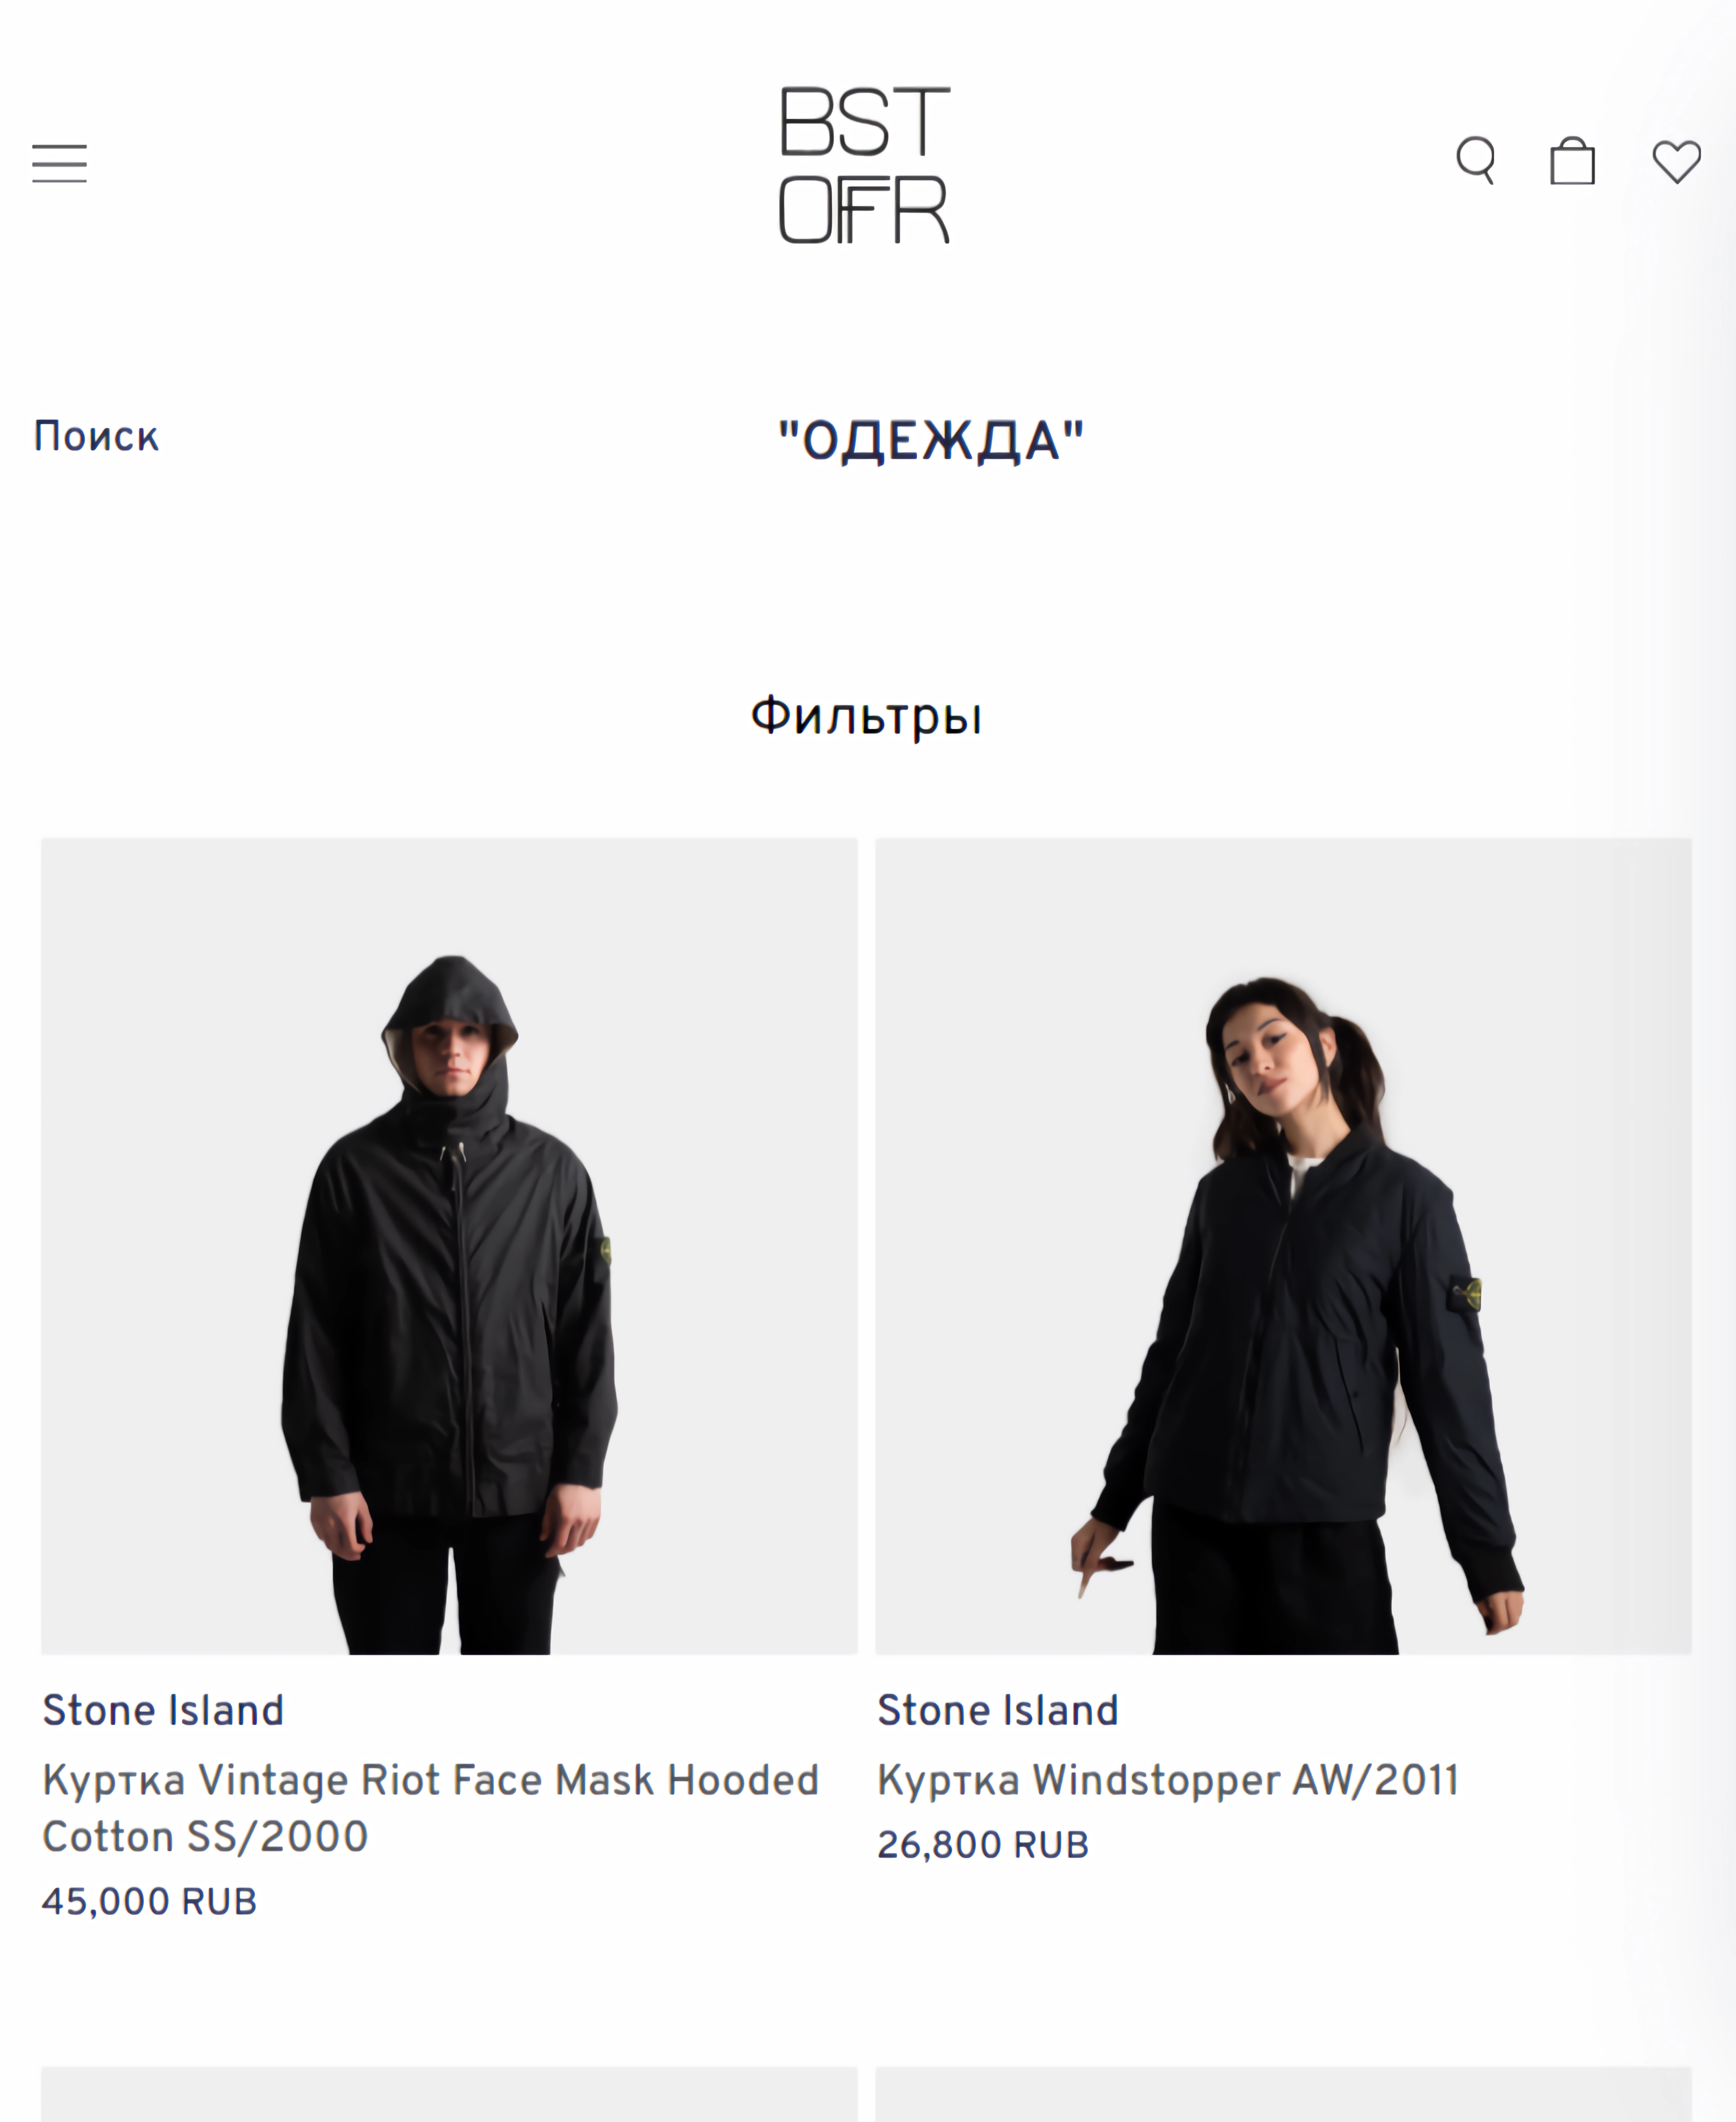 BST
OFFR
Поиск
"ОДЕЖДА"
Фильтры
Stone Island
Куртка Vintage Riot Face Mask Hooded
Cotton SS/2000
45,000 RUB
Stone Island
Куртка Windstopper AW/2011
26,800 RUB